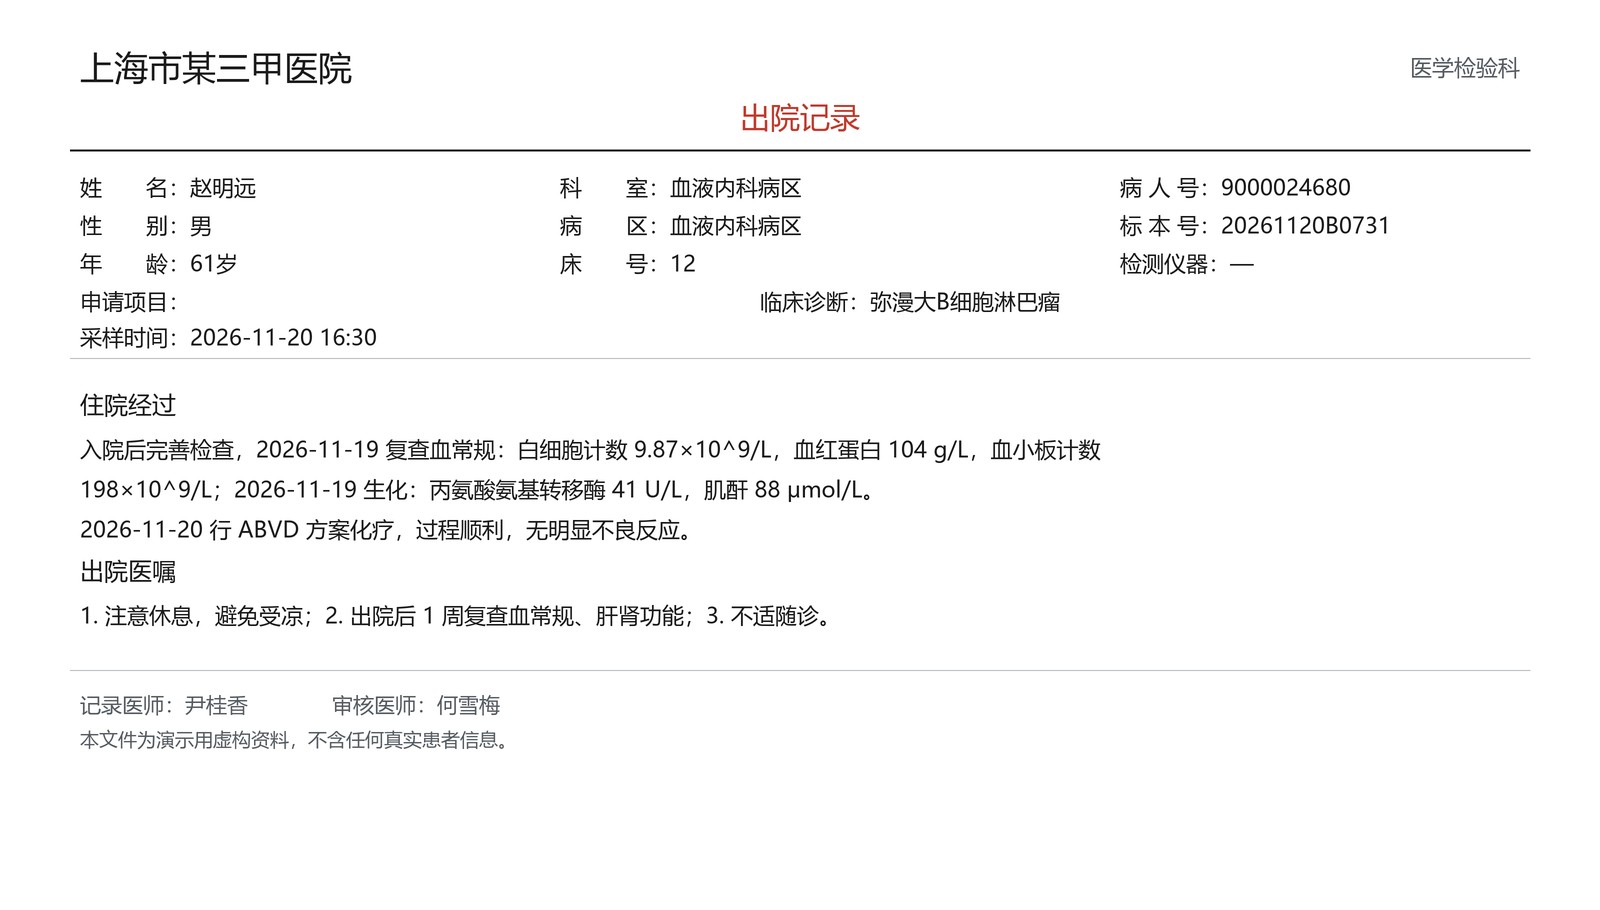 上海市某三甲医院
医学检验科
出院记录
姓 名：赵明远 科 室：血液内科病区 病 人 号：9000024680
性 别：男 病 区：血液内科病区 标 本 号：20261120B0731
年 龄：61岁 床 号：12 检测仪器：—
申请项目： 临床诊断：弥漫大B细胞淋巴瘤
采样时间：2026-11-20 16:30
住院经过
入院后完善检查，2026-11-19 复查血常规：白细胞计数 9.87×10^9/L，血红蛋白 104 g/L，血小板计数
198×10^9/L；2026-11-19 生化：丙氨酸氨基转移酶 41 U/L，肌酐 88 μmol/L。
2026-11-20 行 ABVD 方案化疗，过程顺利，无明显不良反应。
出院医嘱
1. 注意休息，避免受凉；2. 出院后 1 周复查血常规、肝肾功能；3. 不适随诊。
记录医师：尹桂香 审核医师：何雪梅
本文件为演示用虚构资料，不含任何真实患者信息。